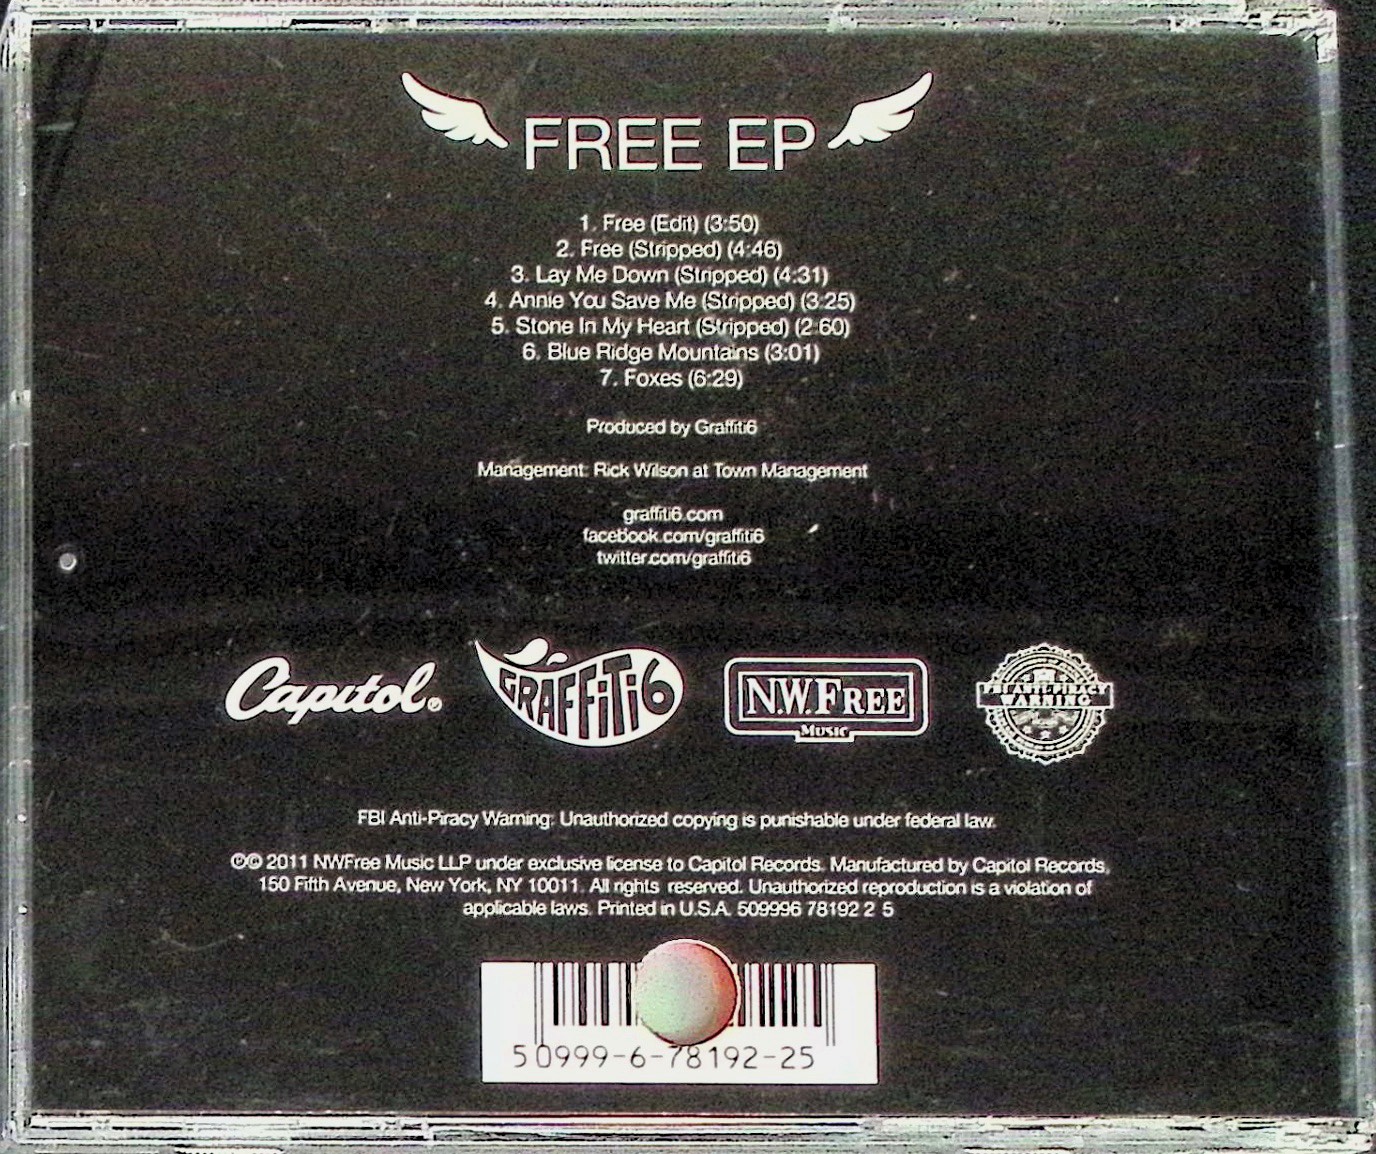 FREE EP
1. Free (Edit) (3:50)
2. Free (Stripped) (4:46)
3. Lay Me Down (Stripped) (4:31)
4. Annie You Save Me (Stripped) (3:25)
5. Stone In My Heart (Stripped) (2:60)
6. Blue Ridge Mountains (3:01)
7. Foxes (6:29)
Produced by Graffiti6
Management: Rick Wilson at Town Management
graffiti6.com
facebook.com/graffiti6
twitter.com/graffiti6
Capitol®
GRAFFITI6
N.W.FREE
MUSIC
FBI ANTI-PIRACY
WARNING
FBI Anti-Piracy Warning: Unauthorized copying is punishable under federal law.
℗© 2011 NWFree Music LLP under exclusive license to Capitol Records. Manufactured by Capitol Records,
150 Fifth Avenue, New York, NY 10011. All rights reserved. Unauthorized reproduction is a violation of
applicable laws. Printed in U.S.A. 509996 78192 2 5
5 0999-6-78192-25